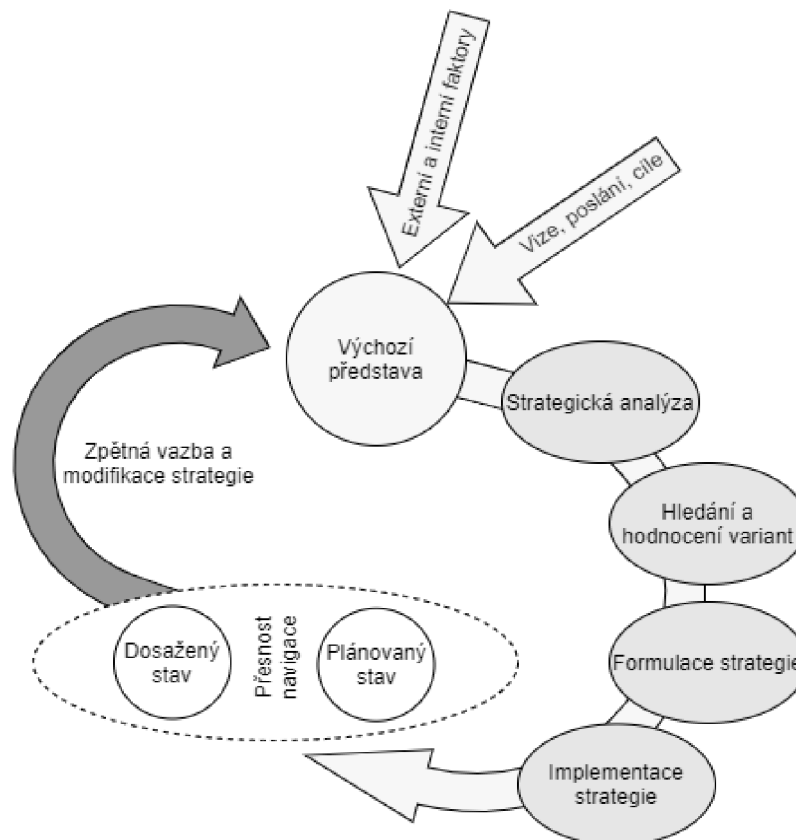 Externí a interní faktory
Vize, poslání, cíle
Výchozí
představa
Strategická analýza
Zpětná vazba a
modifikace strategie
Hledání a
hodnocení variant
Formulace strategie
Dosažený
stav
Přesnost
navigace
Plánovaný
stav
Implementace
strategie